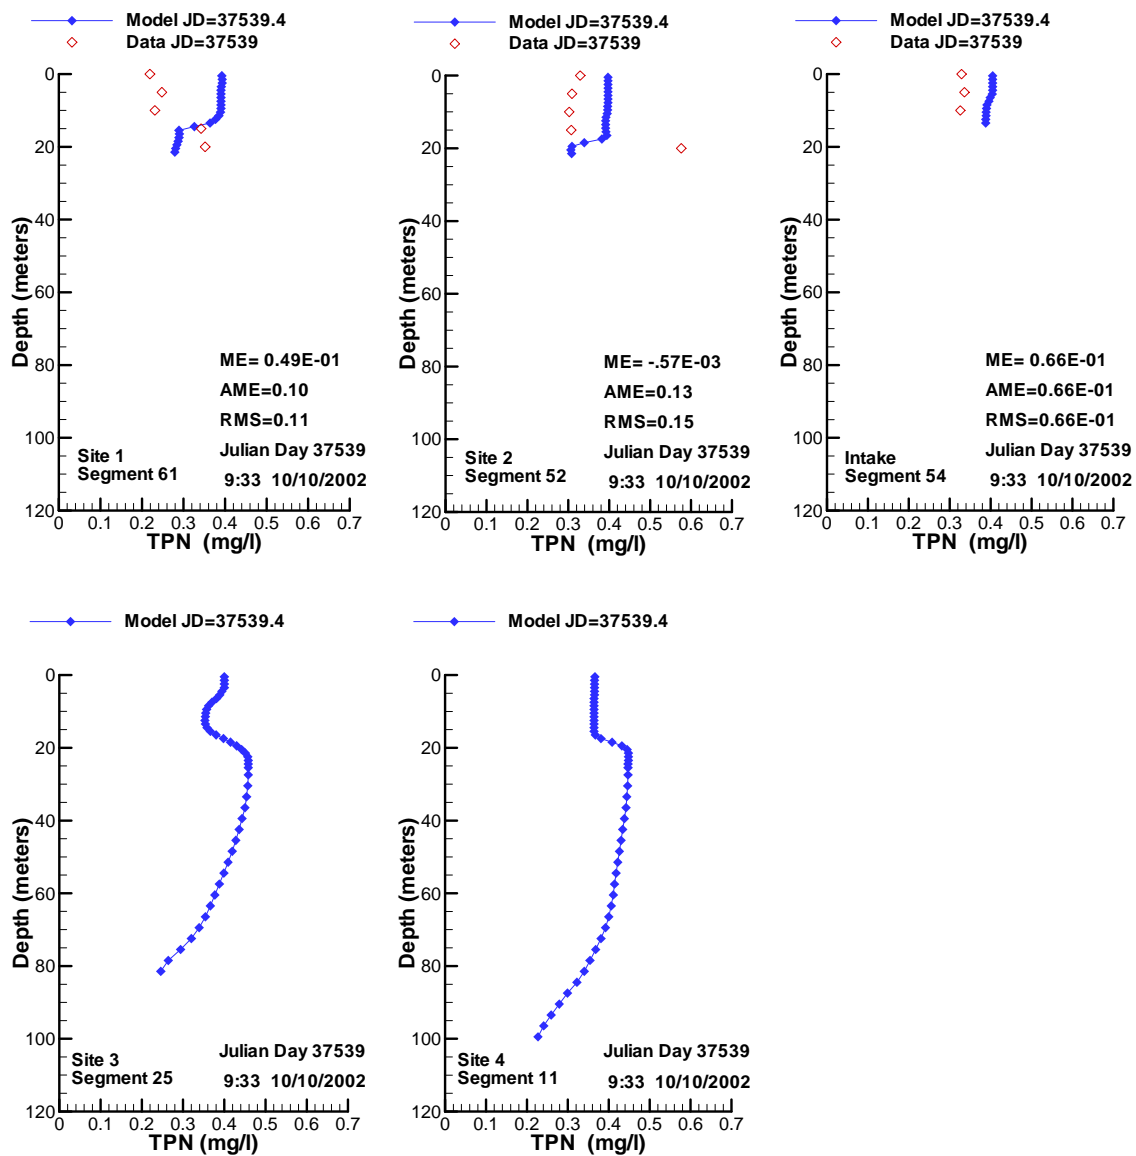 Model JD=37539.4
Data JD=37539
0
20
40
60
80
100
120
Depth (meters)
ME= 0.49E-01
AME=0.10
RMS=0.11
Julian Day 37539
9:33 10/10/2002
Site 1
Segment 61
0 0.1 0.2 0.3 0.4 0.5 0.6 0.7
TPN (mg/l)
Model JD=37539.4
Data JD=37539
0
20
40
60
80
100
120
Depth (meters)
ME= -.57E-03
AME=0.13
RMS=0.15
Julian Day 37539
9:33 10/10/2002
Site 2
Segment 52
0 0.1 0.2 0.3 0.4 0.5 0.6 0.7
TPN (mg/l)
Model JD=37539.4
Data JD=37539
0
20
40
60
80
100
120
Depth (meters)
ME= 0.66E-01
AME=0.66E-01
RMS=0.66E-01
Julian Day 37539
9:33 10/10/2002
Intake
Segment 54
0 0.1 0.2 0.3 0.4 0.5 0.6 0.7
TPN (mg/l)
Model JD=37539.4
0
20
40
60
80
100
120
Depth (meters)
Julian Day 37539
9:33 10/10/2002
Site 3
Segment 25
0 0.1 0.2 0.3 0.4 0.5 0.6 0.7
TPN (mg/l)
Model JD=37539.4
0
20
40
60
80
100
120
Depth (meters)
Julian Day 37539
9:33 10/10/2002
Site 4
Segment 11
0 0.1 0.2 0.3 0.4 0.5 0.6 0.7
TPN (mg/l)